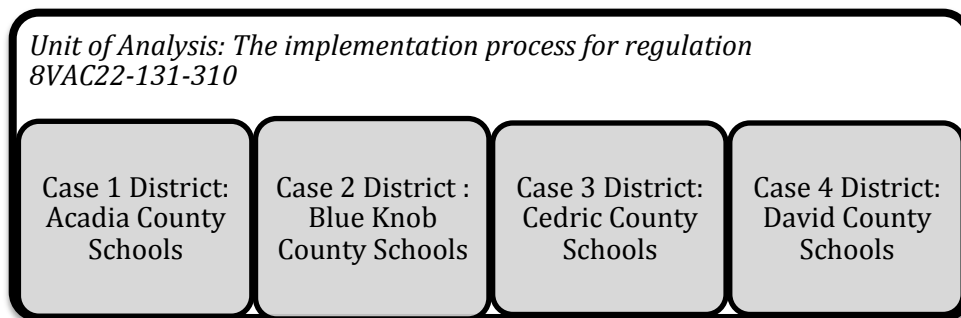 Unit of Analysis: The implementation process for regulation
8VAC22-131-310
Case 1 District:
Acadia County
Schools
Case 2 District :
Blue Knob
County Schools
Case 3 District:
Cedric County
Schools
Case 4 District:
David County
Schools